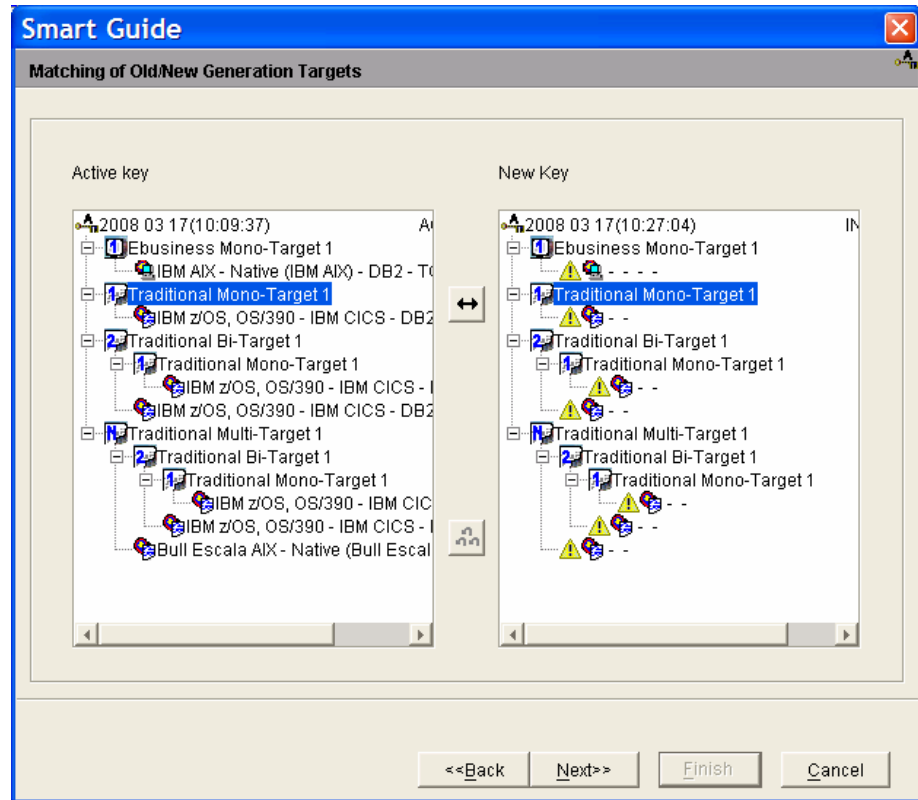 Smart Guide
Matching of Old/New Generation Targets
Active key
New Key
2008 03 17(10:09:37)
Ebusiness Mono-Target 1
IBM AIX - Native (IBM AIX) - DB2 -
Traditional Mono-Target 1
IBM z/OS, OS/390 - IBM CICS - DB2
Traditional Bi-Target 1
Traditional Mono-Target 1
IBM z/OS, OS/390 - IBM CICS -
IBM z/OS, OS/390 - IBM CICS - DB2
Traditional Multi-Target 1
Traditional Bi-Target 1
Traditional Mono-Target 1
IBM z/OS, OS/390 - IBM CIC
IBM z/OS, OS/390 - IBM CICS -
Bull Escala AIX - Native (Bull Escal
2008 03 17(10:27:04) IN
Ebusiness Mono-Target 1
- - - -
Traditional Mono-Target 1
- -
Traditional Bi-Target 1
Traditional Mono-Target 1
- -
- -
Traditional Multi-Target 1
Traditional Bi-Target 1
Traditional Mono-Target 1
- -
- -
- -
<<Back Next>> Finish Cancel